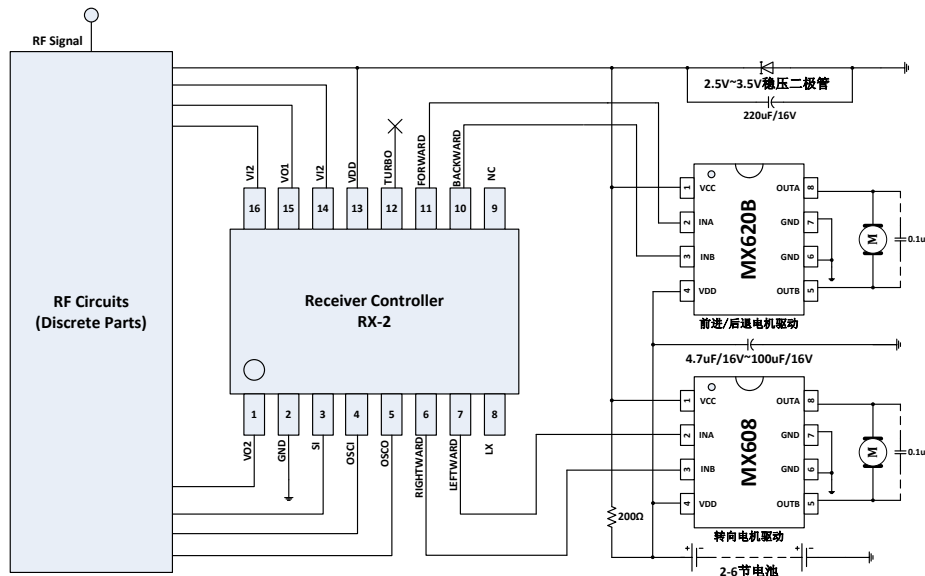 RF Signal
RF Circuits
(Discrete Parts)
VI2
VO1
VI2
VDD
TURBO
FORWARD
BACKWARD
NC
16
15
14
13
12
11
10
9
Receiver Controller
RX-2
1
2
3
4
5
6
7
8
VO2
GND
SI
OSCI
OSCO
RIGHTWARD
LEFTWARD
LX
2.5V~3.5V稳压二极管
220uF/16V
MX620B
1
VCC
2
INA
3
INB
4
VDD
OUTA
8
GND
7
GND
6
OUTB
5
M
0.1u
前进/后退电机驱动
4.7uF/16V~100uF/16V
MX608
1
VCC
2
INA
3
INB
4
VDD
OUTA
8
GND
7
GND
6
OUTB
5
M
0.1u
转向电机驱动
200Ω
+
−
+
−
2-6节电池